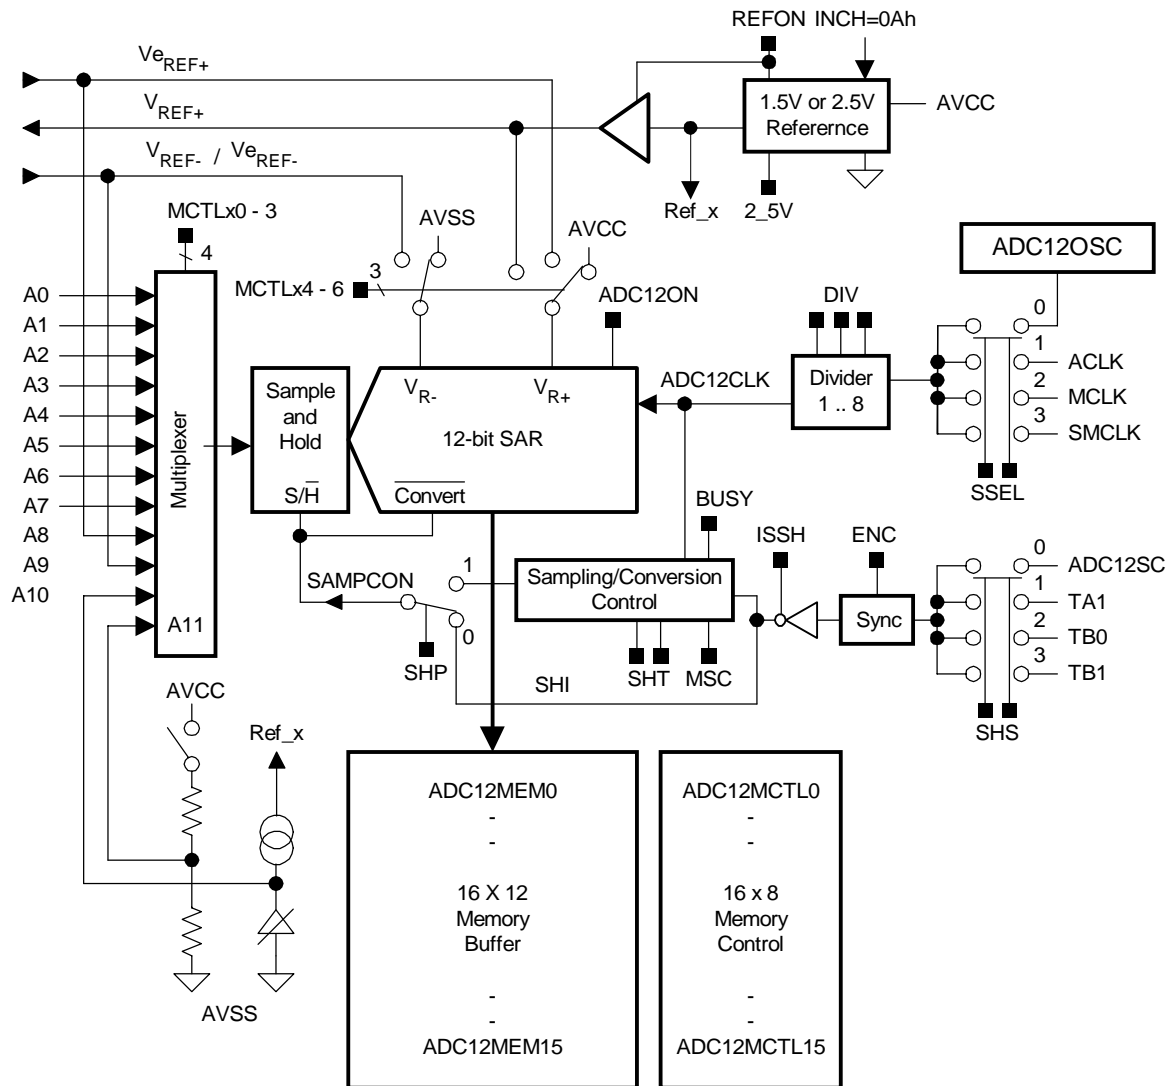 REFON INCH=0Ah
VeREF+
VREF+
1.5V or 2.5V
Referernce
AVCC
VREF- / VeREF-
Ref_x
2_5V
MCTLx0 - 3
4
AVSS
AVCC
ADC12OSC
MCTLx4 - 6
3
ADC12ON
DIV
0
A0
A1
A2
A3
A4
A5
A6
A7
A8
A9
A10
A11
Multiplexer
Sample
and
Hold
S/H
VR-
VR+
12-bit SAR
Convert
ADC12CLK
Divider
1 .. 8
1
ACLK
2
MCLK
3
SMCLK
SSEL
BUSY
ISSH
ENC
SAMPCON
1
0
SHP
Sampling/Conversion
Control
SHT
MSC
SHI
Sync
0
ADC12SC
1
TA1
2
TB0
3
TB1
SHS
AVCC
Ref_x
AVSS
ADC12MEM0
-
-
16 X 12
Memory
Buffer
-
-
ADC12MEM15
ADC12MCTL0
-
-
16 x 8
Memory
Control
-
-
ADC12MCTL15